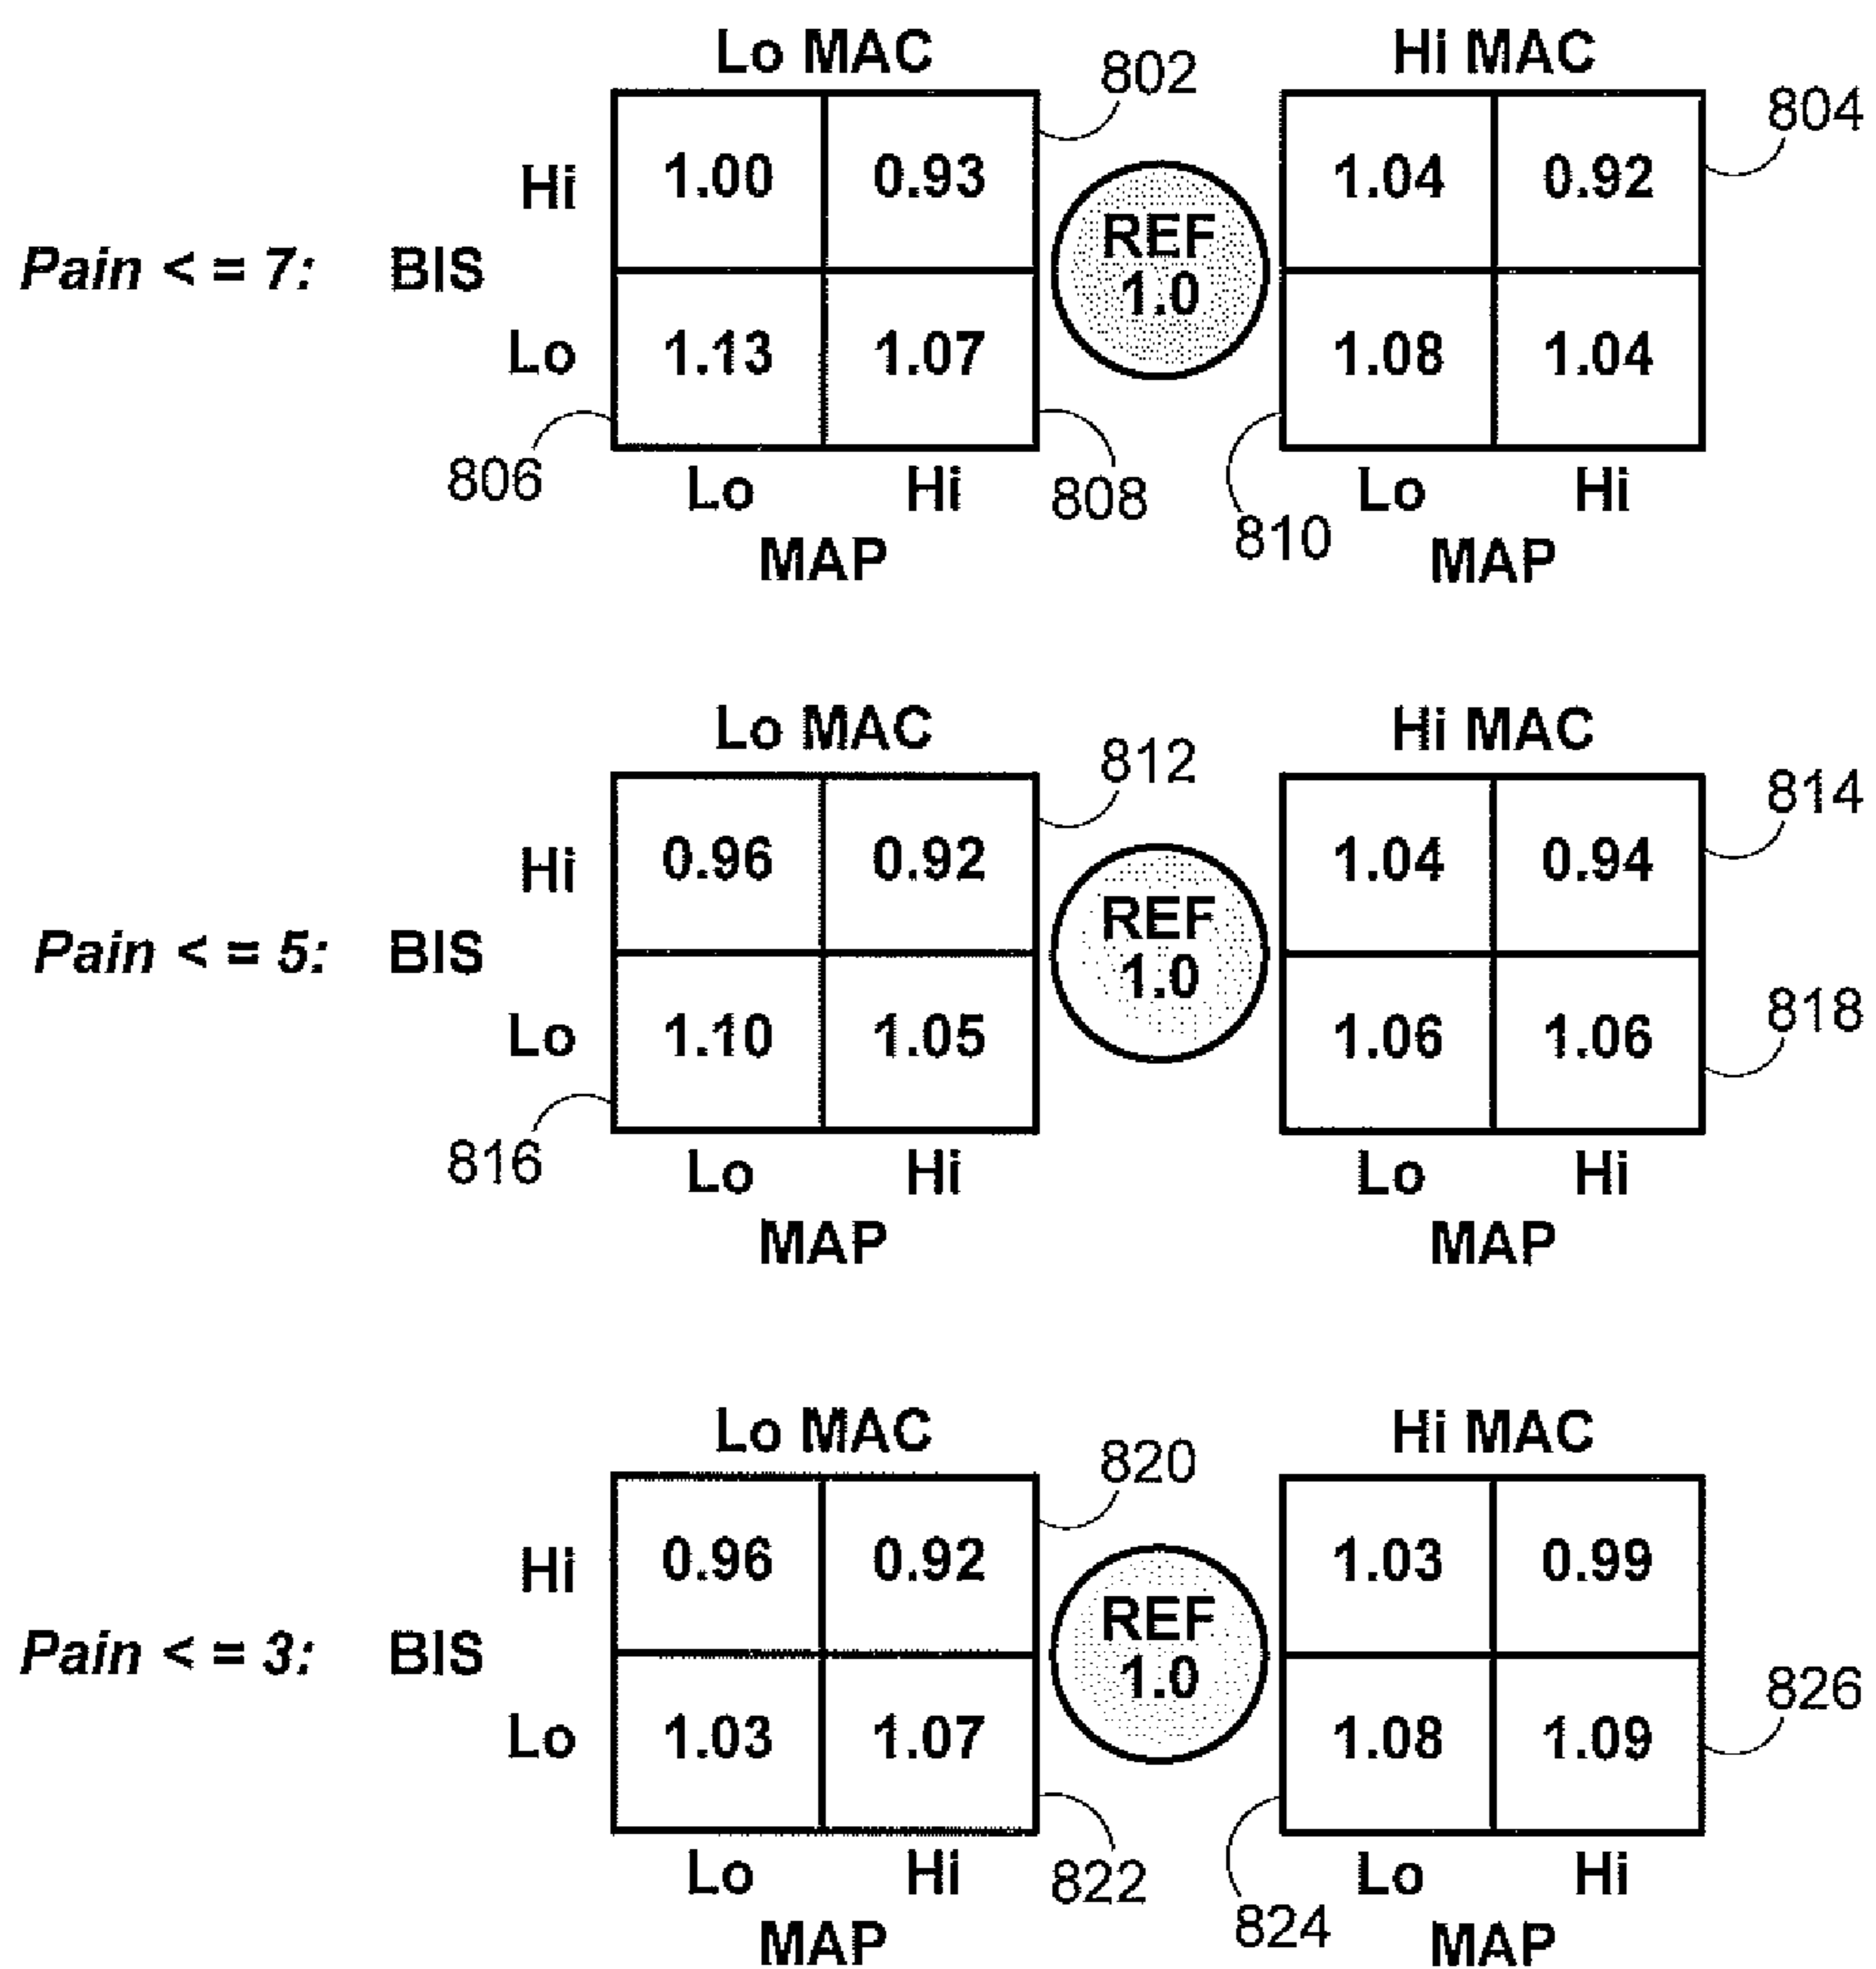 Lo MAC
802
Hi MAC
804
Hi
1.00
0.93
1.04
0.92
REF
1.0
Pain < = 7:
BIS
Lo
1.13
1.07
1.08
1.04
806
Lo
Hi
808
810
Lo
Hi
MAP
MAP
Lo MAC
812
Hi MAC
814
Hi
0.96
0.92
1.04
0.94
REF
1.0
Pain < = 5:
BIS
818
Lo
1.10
1.05
1.06
1.06
816
Lo
Hi
Lo
Hi
MAP
MAP
Lo MAC
820
Hi MAC
Hi
0.96
0.92
1.03
0.99
REF
1.0
Pain < = 3:
BIS
826
Lo
1.03
1.07
1.08
1.09
Lo
Hi
822
824
Lo
Hi
MAP
MAP